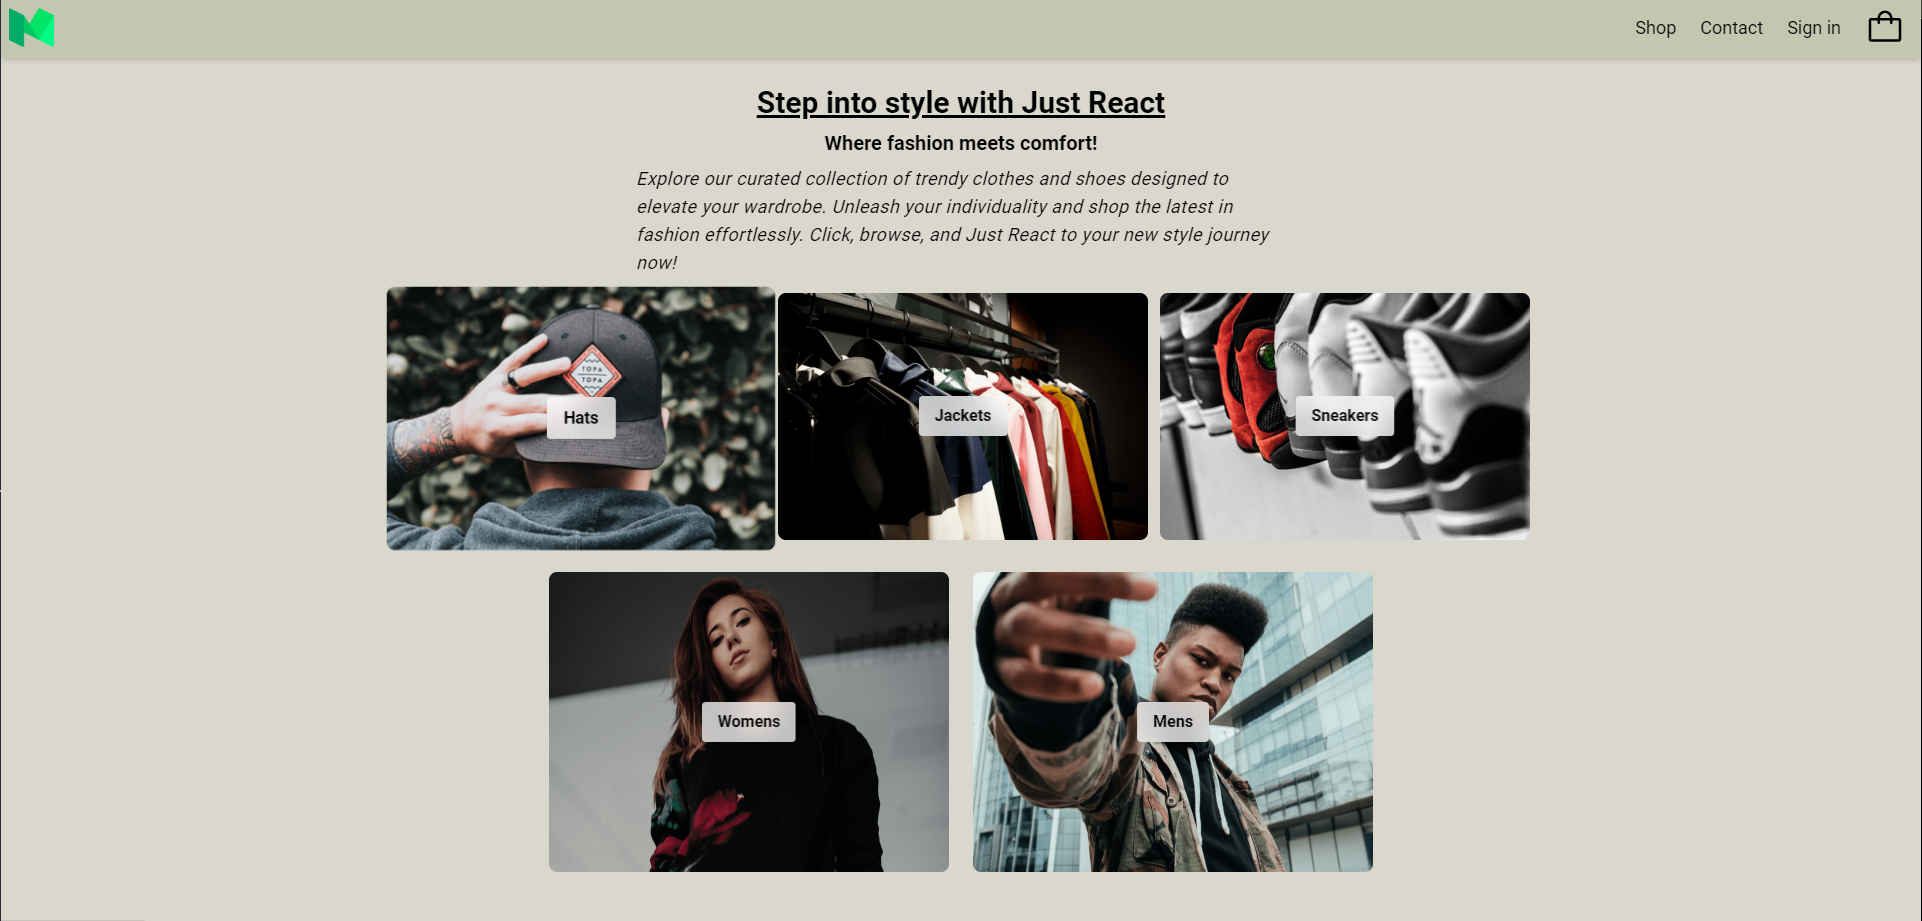 Shop Contact Sign in
Step into style with Just React
Where fashion meets comfort!
Explore our curated collection of trendy clothes and shoes designed to
elevate your wardrobe. Unleash your individuality and shop the latest in
fashion effortlessly. Click, browse, and Just React to your new style journey
now!
TOPA
TOPA
Hats
Jackets
Sneakers
Womens
Mens